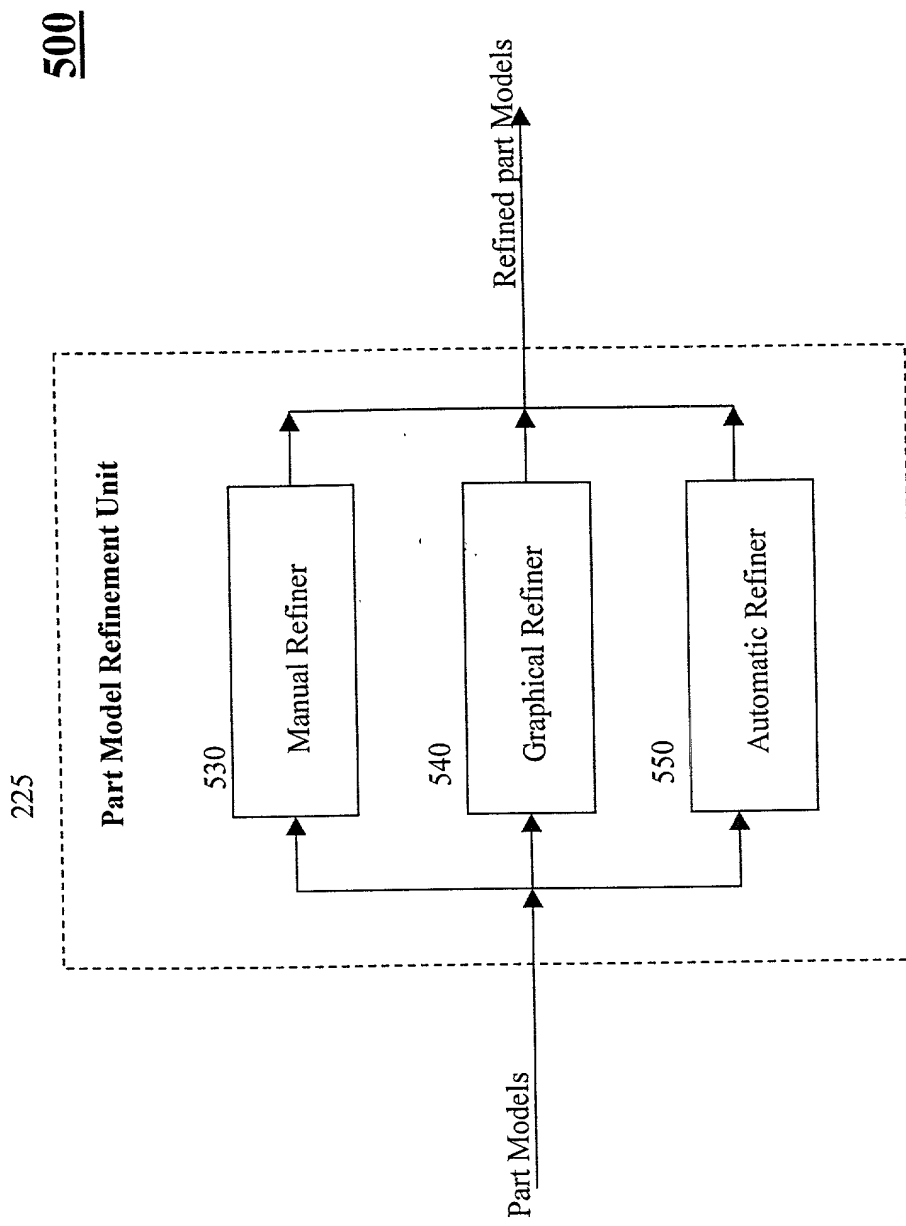 500
225
Part Model Refinement Unit
530
Manual Refiner
540
Graphical Refiner
550
Automatic Refiner
Part Models
Refined part Models